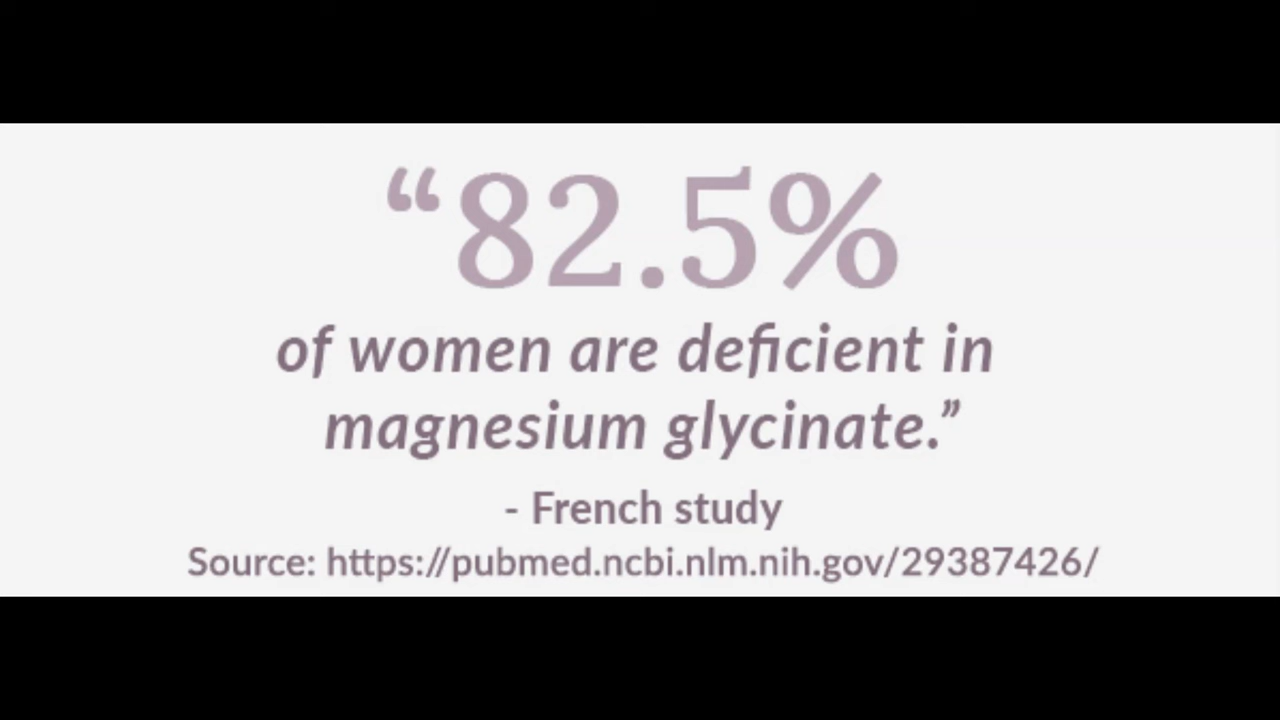 “82.5%
of women are deficient in
magnesium glycinate.”
- French study
Source: https://pubmed.ncbi.nlm.nih.gov/29387426/